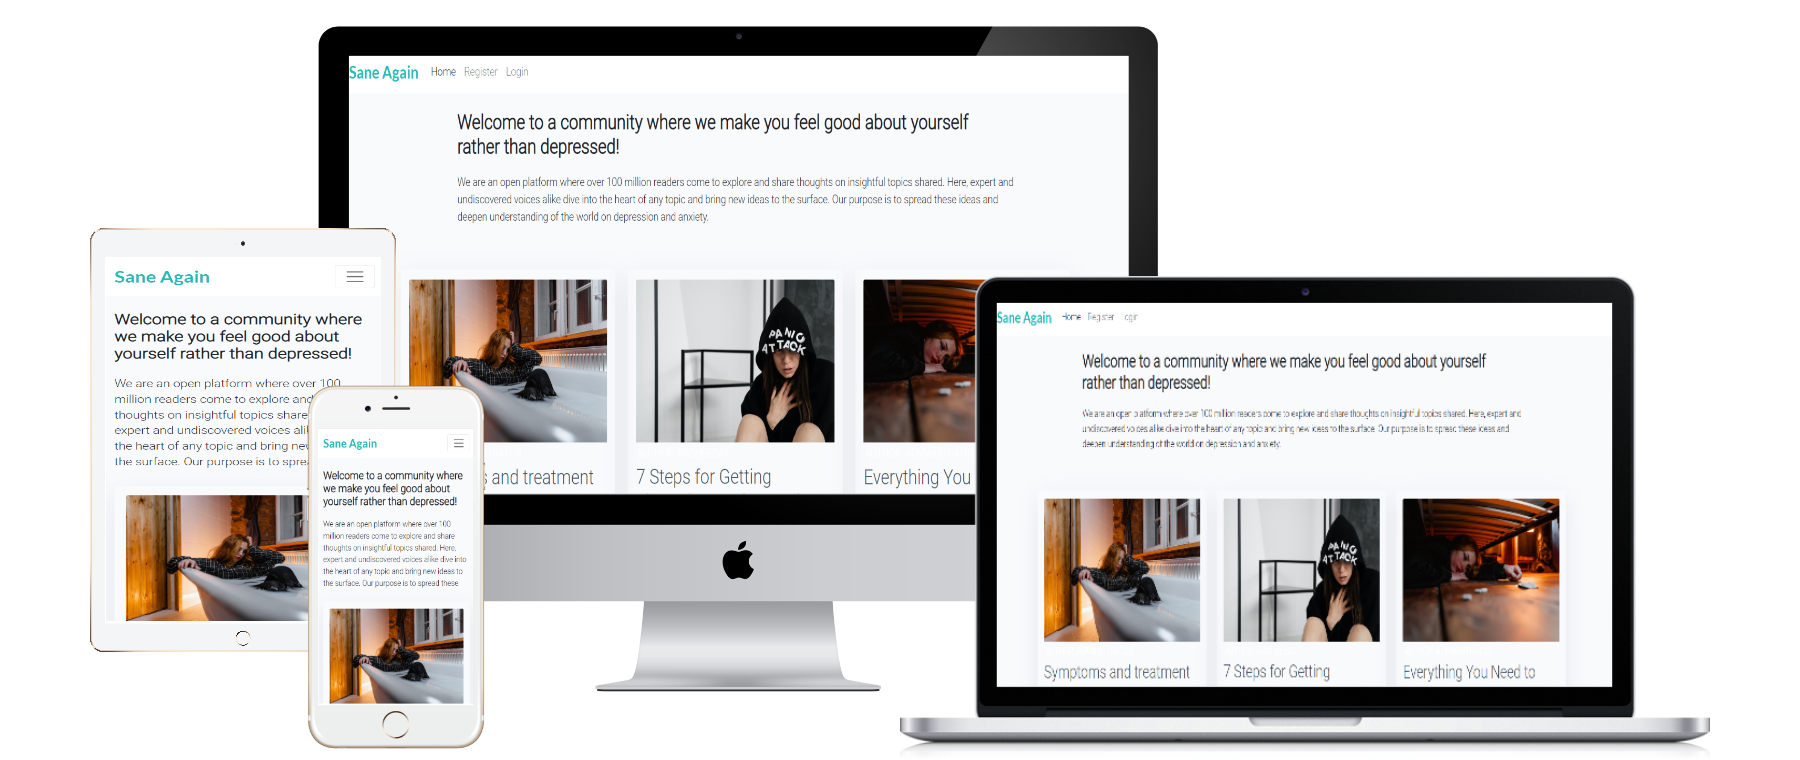 Sane Again Home Register Login
Welcome to a community where we make you feel good about yourself
rather than depressed!
We are an open platform where over 100 million readers come to explore and share thoughts on insightful topics shared. Here, expert and
undiscovered voices alike dive into the heart of any topic and bring new ideas to the surface. Our purpose is to spread these ideas and
deepen understanding of the world on depression and anxiety.
PANIC
ATTACK
s and treatment
7 Steps for Getting
Everything You
Sane Again
Welcome to a community where
we make you feel good about
yourself rather than depressed!
We are an open platform where over 100
million readers come to explore and
thoughts on insightful topics share
expert and undiscovered voices ali
the heart of any topic and bring new
the surface. Our purpose is to sprea
Sane Again
Welcome to a community where
we make you feel good about
yourself rather than depressed!
We are an open platform where over 100
million readers come to explore and share
thoughts on insightful topics shared. Here,
expert and undiscovered voices alike dive into
the heart of any topic and bring new ideas to
the surface. Our purpose is to spread these
Sane Again Home Register Login
Welcome to a community where we make you feel good about yourself
rather than depressed!
We are an open platform where over 100 million readers come to explore and share thoughts on insightful topics shared. Here, expert and
undiscovered voices alike dive into the heart of any topic and bring new ideas to the surface. Our purpose is to spread these ideas and
deepen understanding of the world on depression and anxiety.
PANIC
ATTACK
Symptoms and treatment
7 Steps for Getting
Everything You Need to